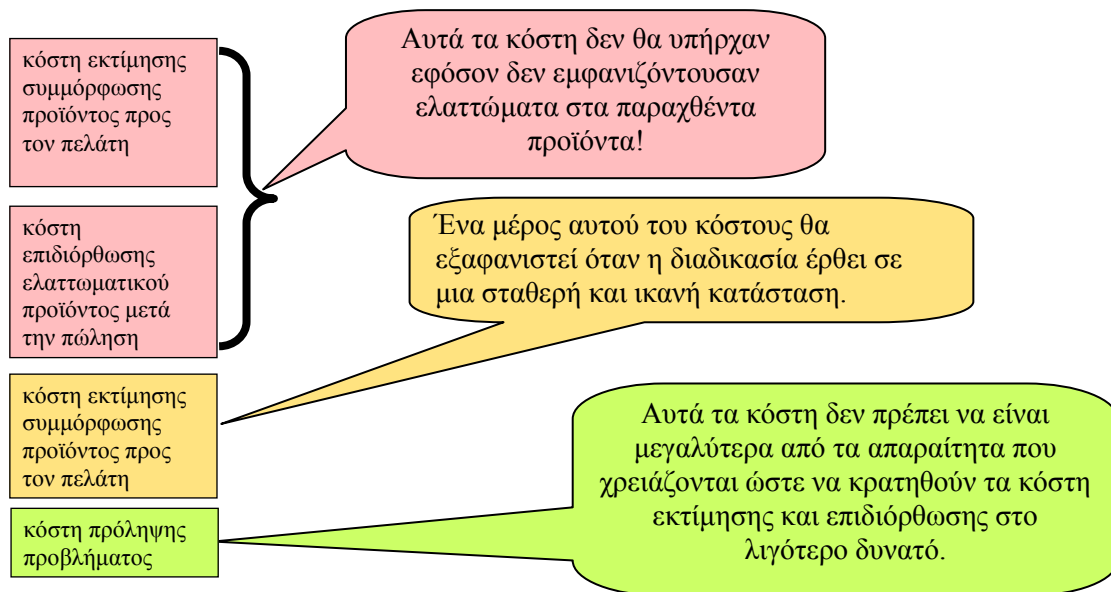 κόστη εκτίμησης
συμμόρφωσης
προϊόντος προς
τον πελάτη
Αυτά τα κόστη δεν θα υπήρχαν
εφόσον δεν εμφανιζόντουσαν
ελαττώματα στα παραχθέντα
προϊόντα!
κόστη
επιδιόρθωσης
ελαττωματικού
προϊόντος μετά
την πώληση
Ένα μέρος αυτού του κόστους θα
εξαφανιστεί όταν η διαδικασία έρθει σε
μια σταθερή και ικανή κατάσταση.
κόστη εκτίμησης
συμμόρφωσης
προϊόντος προς
τον πελάτη
Αυτά τα κόστη δεν πρέπει να είναι
μεγαλύτερα από τα απαραίτητα που
χρειάζονται ώστε να κρατηθούν τα κόστη
εκτίμησης και επιδιόρθωσης στο
λιγότερο δυνατό.
κόστη πρόληψης
προβλήματος